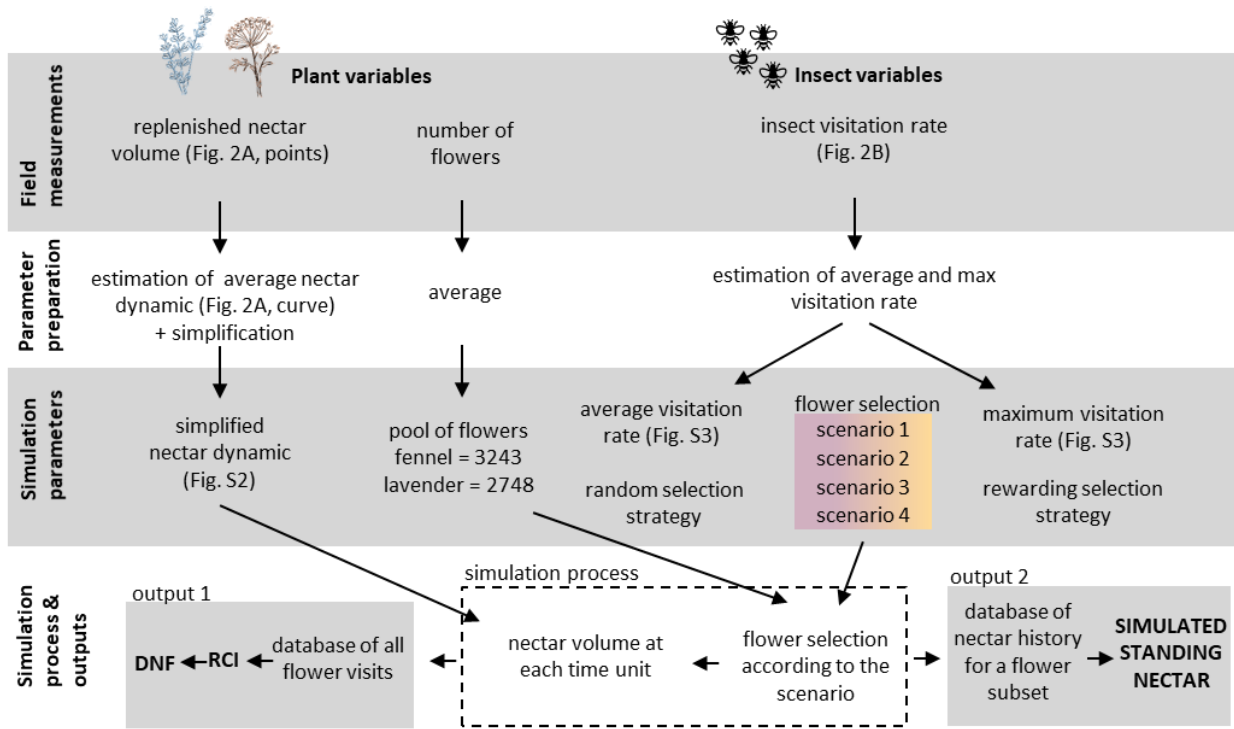 Plant variables
Insect variables
Field
measurements
replenished nectar
volume (Fig. 2A, points)
number of
flowers
insect visitation rate
(Fig. 2B)
Parameter
preparation
estimation of average nectar
dynamic (Fig. 2A, curve)
+ simplification
average
estimation of average and max
visitation rate
Simulation
parameters
simplified
nectar dynamic
(Fig. S2)
pool of flowers
fennel = 3243
lavender = 2748
average visitation
rate (Fig. S3)
random selection
strategy
flower selection
scenario 1
scenario 2
scenario 3
scenario 4
maximum visitation
rate (Fig. S3)
rewarding selection
strategy
Simulation
process &
outputs
output 1
DNF
RCI
database of all
flower visits
simulation process
nectar volume at
each time unit
flower selection
according to the
scenario
output 2
database of
nectar history
for a flower
subset
SIMULATED
STANDING
NECTAR